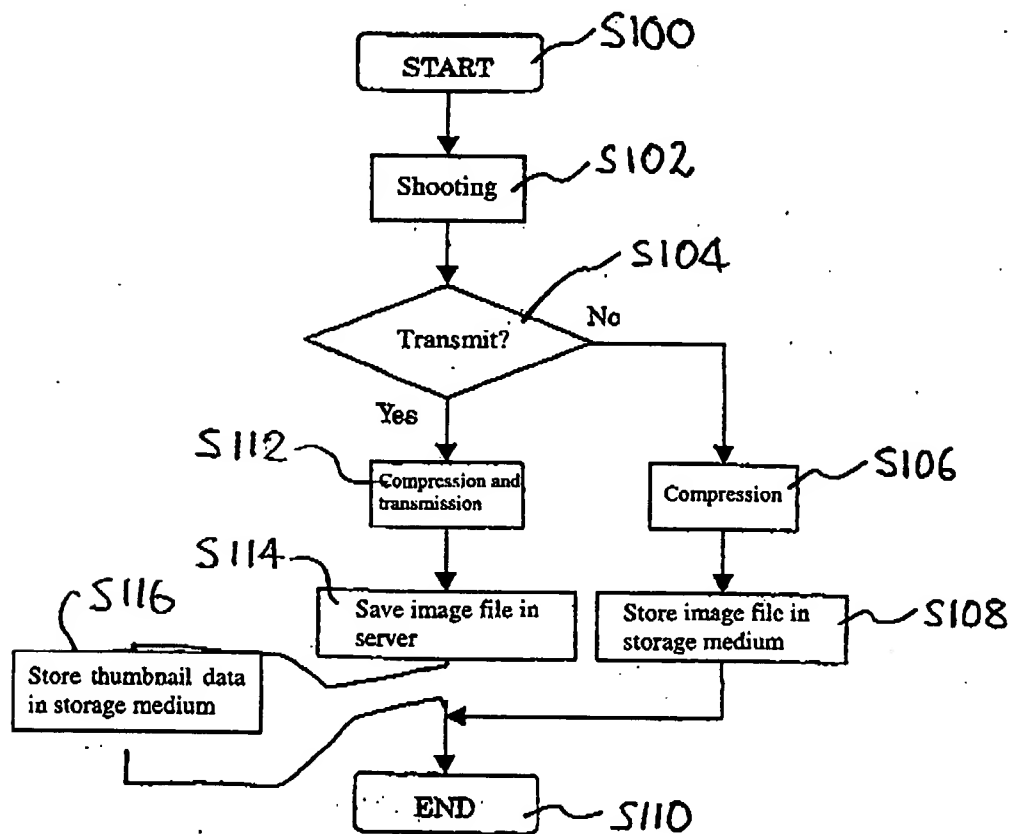 S100
START
S102
Shooting
S104
Transmit?
No
Yes
S112
Compression and
transmission
S106
Compression
S114
Save image file in
server
Store image file in
storage medium
S108
S116
Store thumbnail data
in storage medium
END
S110